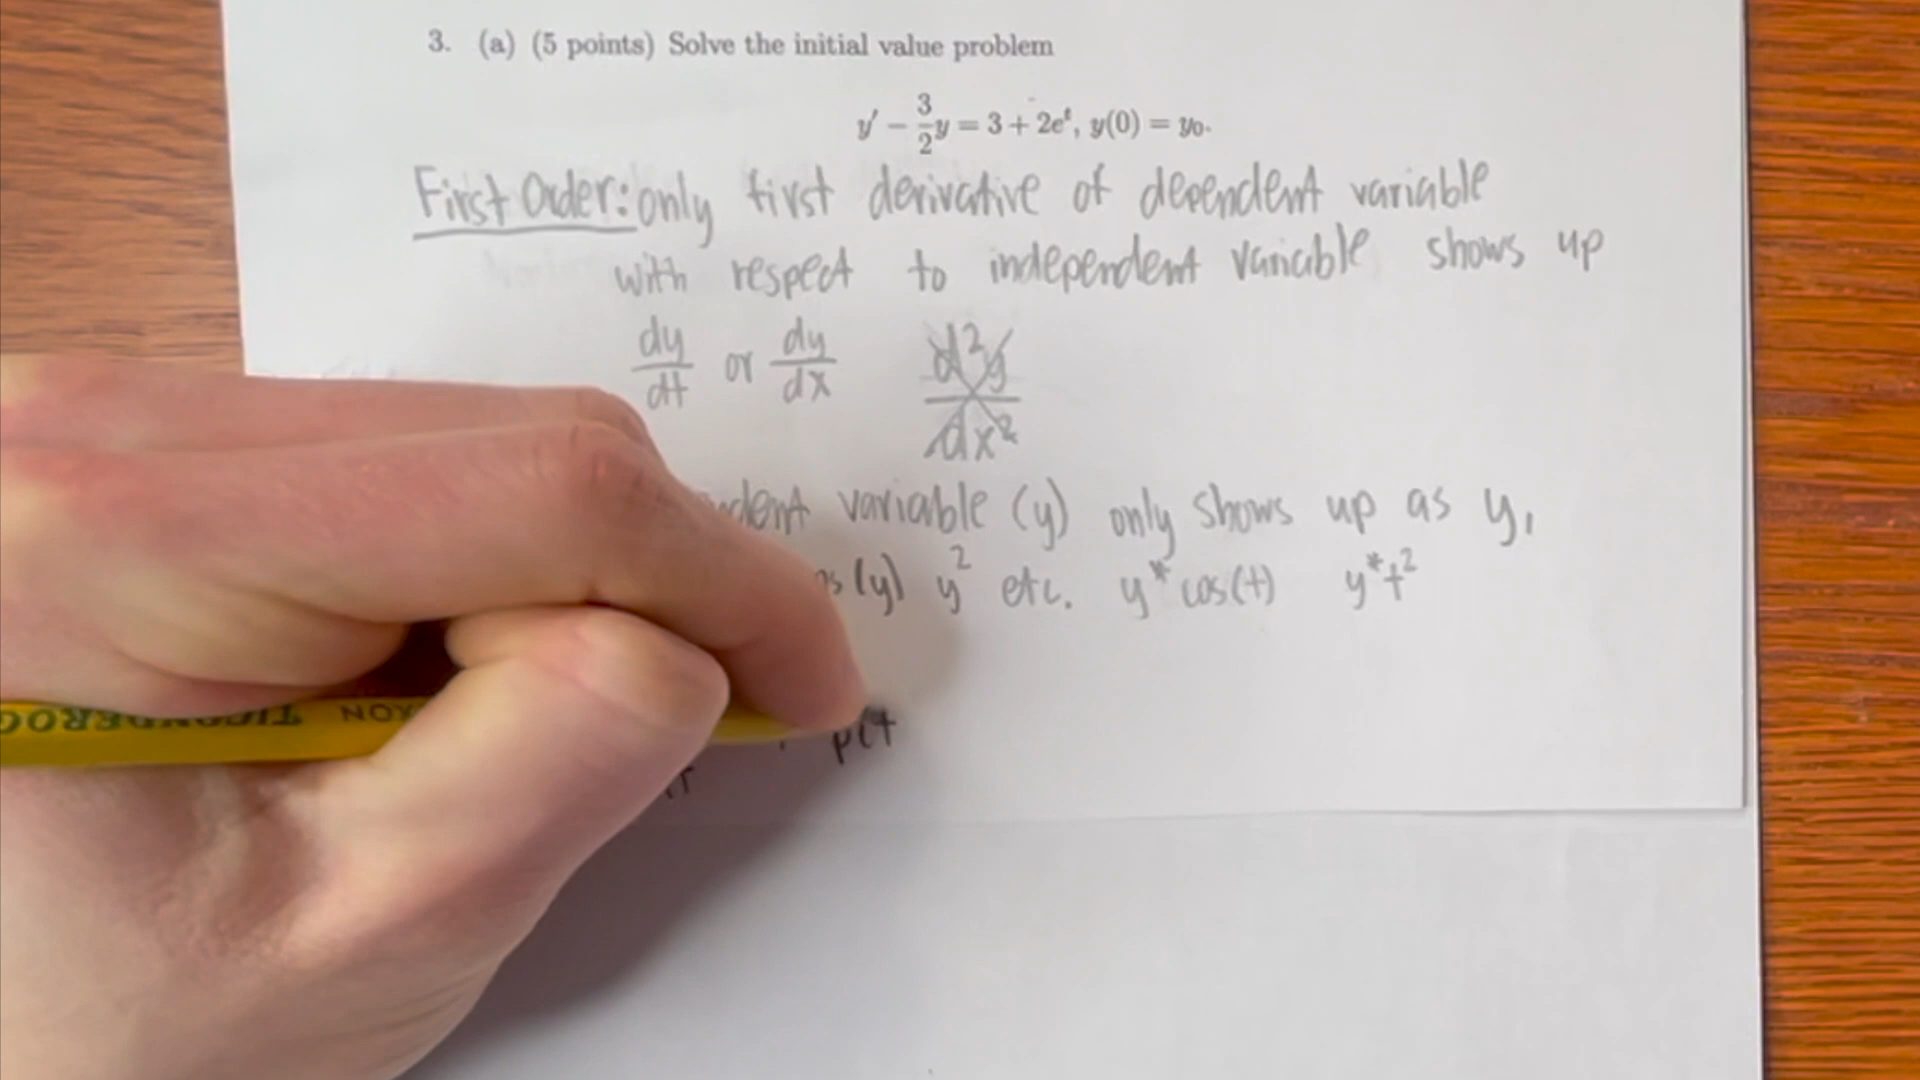 3. (a) (5 points) Solve the initial value problem
y' − 3/2 y = 3 + 2eᵗ, y(0) = y₀.
First Order: only first derivative of dependent variable
with respect to independent variable shows up
dy/dt or dy/dx d²y/dx²
variable (y) only shows up as y,
(y) y² etc. y*cos(t) y*t²
p(t
NOX